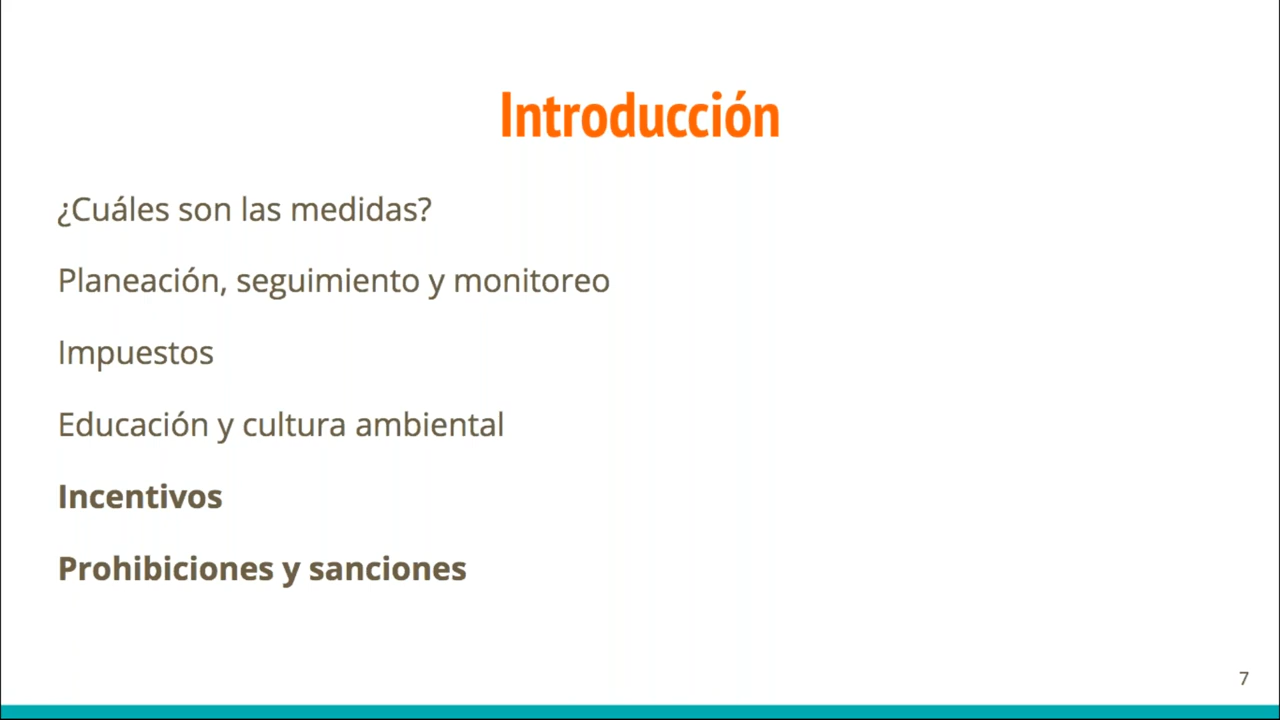 Introducción
¿Cuáles son las medidas?
Planeación, seguimiento y monitoreo
Impuestos
Educación y cultura ambiental
Incentivos
Prohibiciones y sanciones
7